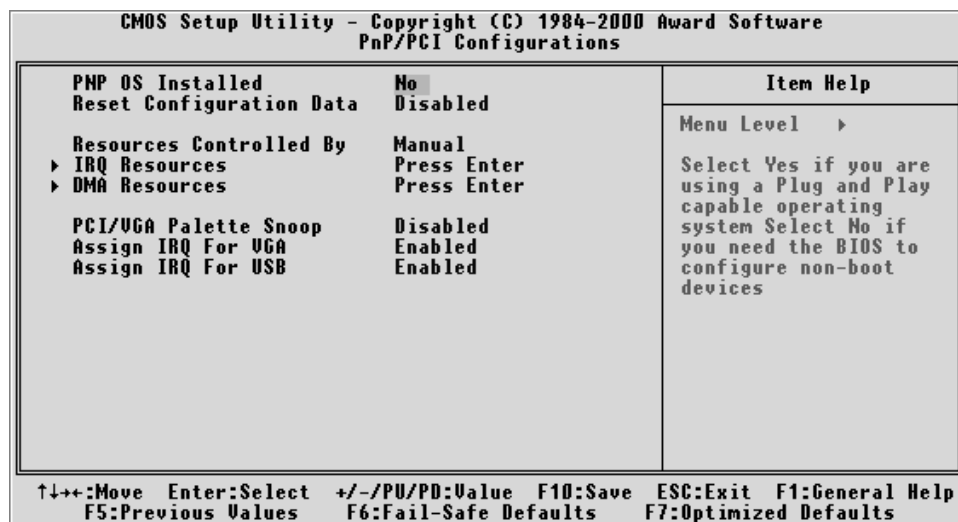 CMOS Setup Utility - Copyright (C) 1984-2000 Award Software
PnP/PCI Configurations
PNP OS Installed No
Reset Configuration Data Disabled
Resources Controlled By Manual
▸ IRQ Resources Press Enter
▸ DMA Resources Press Enter
PCI/VGA Palette Snoop Disabled
Assign IRQ For VGA Enabled
Assign IRQ For USB Enabled
Item Help
Menu Level ▸
Select Yes if you are
using a Plug and Play
capable operating
system Select No if
you need the BIOS to
configure non-boot
devices
↑↓→←:Move Enter:Select +/-/PU/PD:Value F10:Save ESC:Exit F1:General Help
F5:Previous Values F6:Fail-Safe Defaults F7:Optimized Defaults